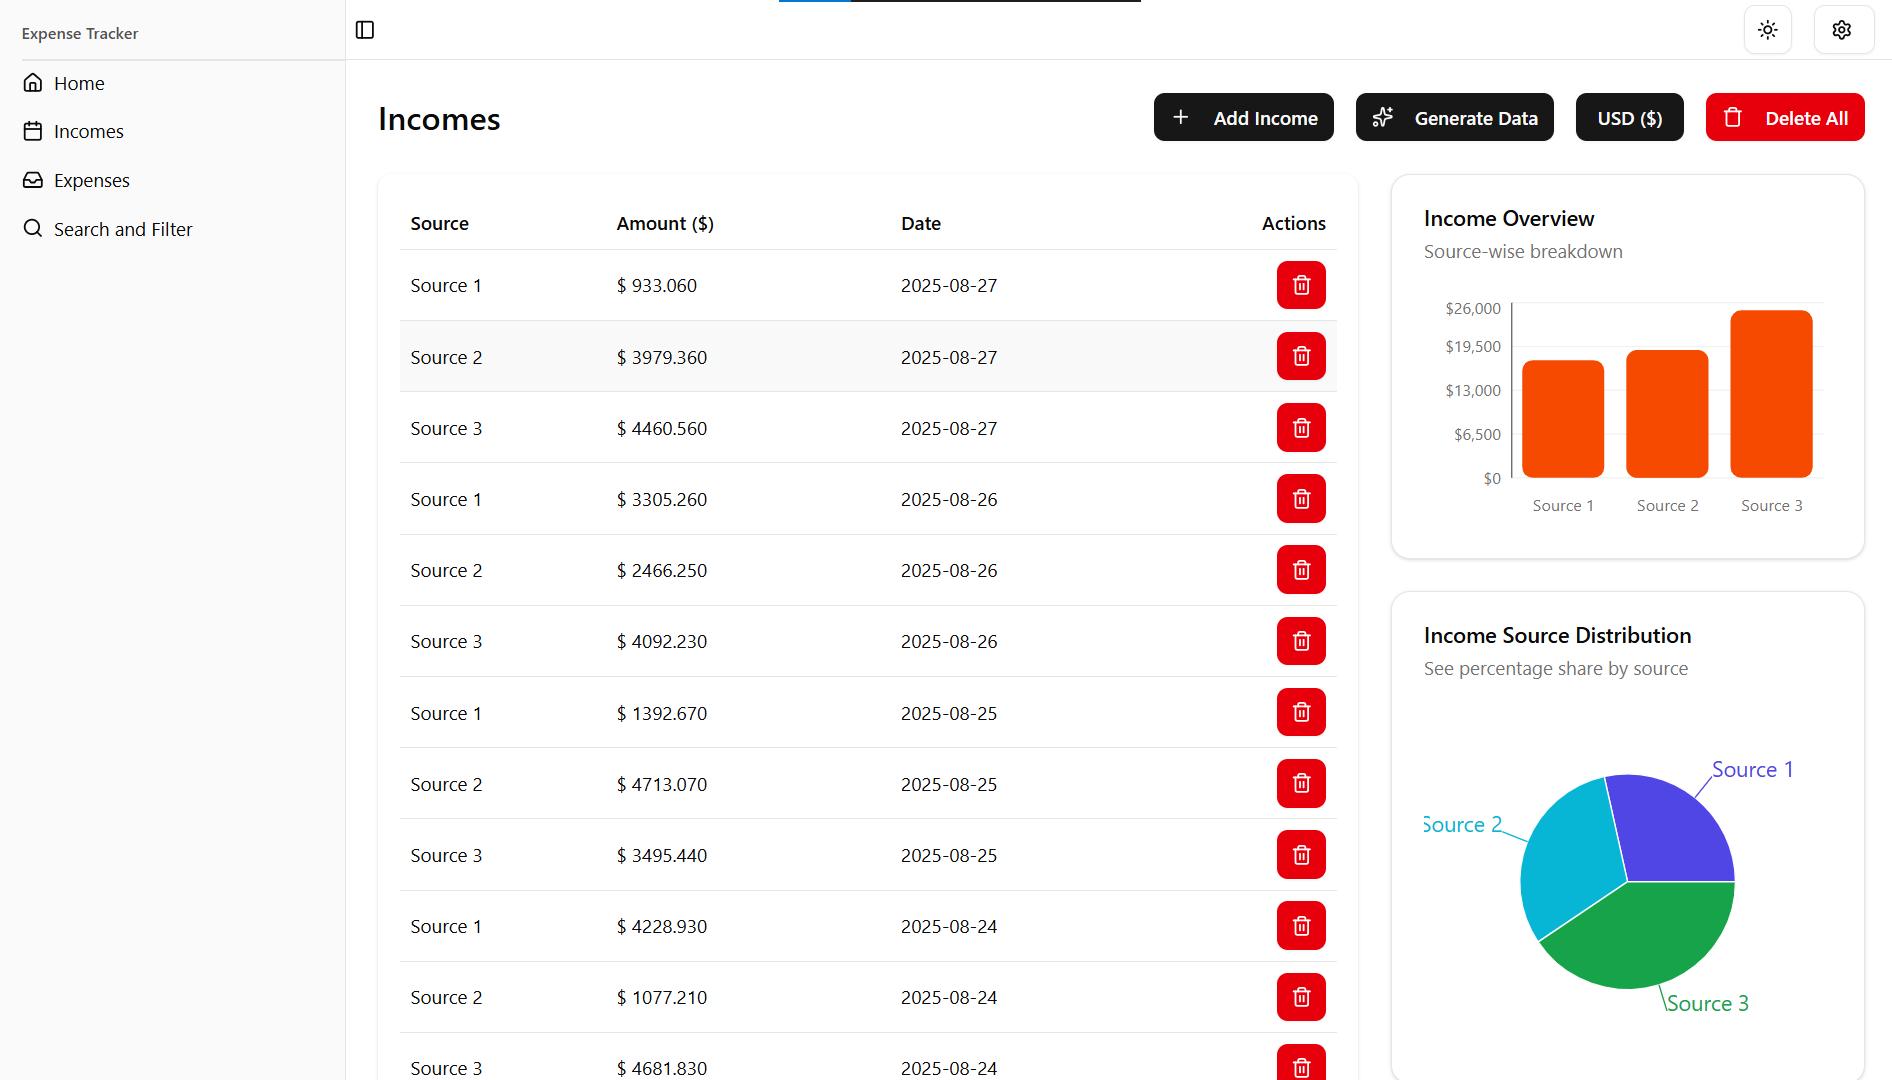 Expense Tracker
Home
Incomes
Expenses
Search and Filter
Incomes
Add Income
Generate Data
USD ($)
Delete All
Source Amount ($) Date Actions
Source 1 $ 933.060 2025-08-27
Source 2 $ 3979.360 2025-08-27
Source 3 $ 4460.560 2025-08-27
Source 1 $ 3305.260 2025-08-26
Source 2 $ 2466.250 2025-08-26
Source 3 $ 4092.230 2025-08-26
Source 1 $ 1392.670 2025-08-25
Source 2 $ 4713.070 2025-08-25
Source 3 $ 3495.440 2025-08-25
Source 1 $ 4228.930 2025-08-24
Source 2 $ 1077.210 2025-08-24
Source 3 $ 4681.830 2025-08-24
Income Overview
Source-wise breakdown
$26,000
$19,500
$13,000
$6,500
$0
Source 1 Source 2 Source 3
Income Source Distribution
See percentage share by source
Source 1
Source 2
Source 3